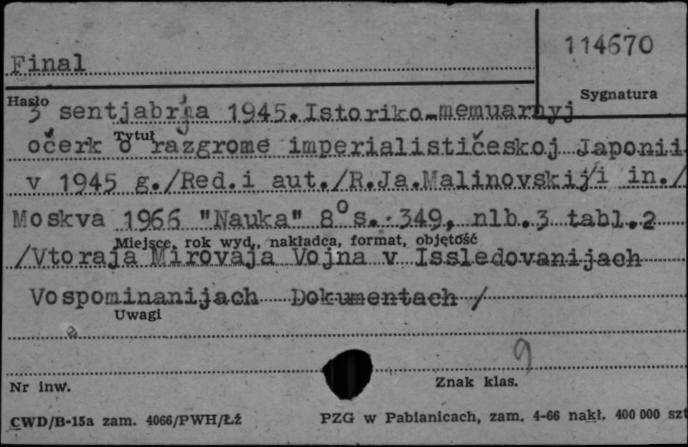 114670
Final
Hasło
Sygnatura
3 sentjabrja 1945. Istoriko-memuarnyj
Tytuł
očerk o razgrome imperialističeskoj Japonii
v 1945 g./Red.i aut./R.Ja.Malinovskij/i in./
Moskva 1966 "Nauka" 8° s. 349, nlb.3 tabl.2
Miejsce, rok wyd., nakładca, format, objętość
/Vtoraja Mirovaja Vojna v Issledovanijach
Vospominanijach Dokumentach /
Uwagi
9
Nr inw.
Znak klas.
CWD/B-15a zam. 4066/PWH/Łż
PZG w Pabianicach, zam. 4-66 nakł. 400 000 szt